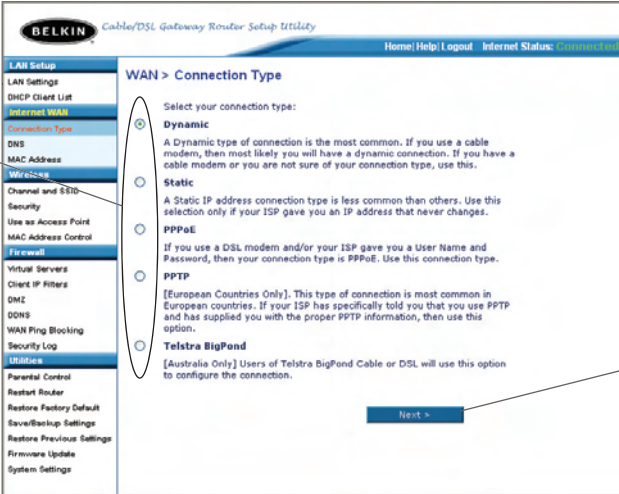 BELKIN
Cable/DSL Gateway Router Setup Utility
Home|Help|Logout Internet Status: Connected
LAN Setup
LAN Settings
DHCP Client List
Internet WAN
Connection Type
DNS
MAC Address
Wireless
Channel and SSID
Security
Use as Access Point
MAC Address Control
Firewall
Virtual Servers
Client IP Filters
DMZ
DDNS
WAN Ping Blocking
Security Log
Utilities
Parental Control
Restart Router
Restore Factory Default
Save/Backup Settings
Restore Previous Settings
Firmware Update
System Settings
WAN > Connection Type
Select your connection type:
Dynamic
A Dynamic type of connection is the most common. If you use a cable
modem, then most likely you will have a dynamic connection. If you have a
cable modem or you are not sure of your connection type, use this.
Static
A Static IP address connection type is less common than others. Use this
selection only if your ISP gave you an IP address that never changes.
PPPoE
If you use a DSL modem and/or your ISP gave you a User Name and
Password, then your connection type is PPPoE. Use this connection type.
PPTP
[European Countries Only]. This type of connection is most common in
European countries. If your ISP has specifically told you that you use PPTP
and has supplied you with the proper PPTP information, then use this
option.
Telstra BigPond
[Australia Only] Users of Telstra BigPond Cable or DSL will use this option
to configure the connection.
Next >